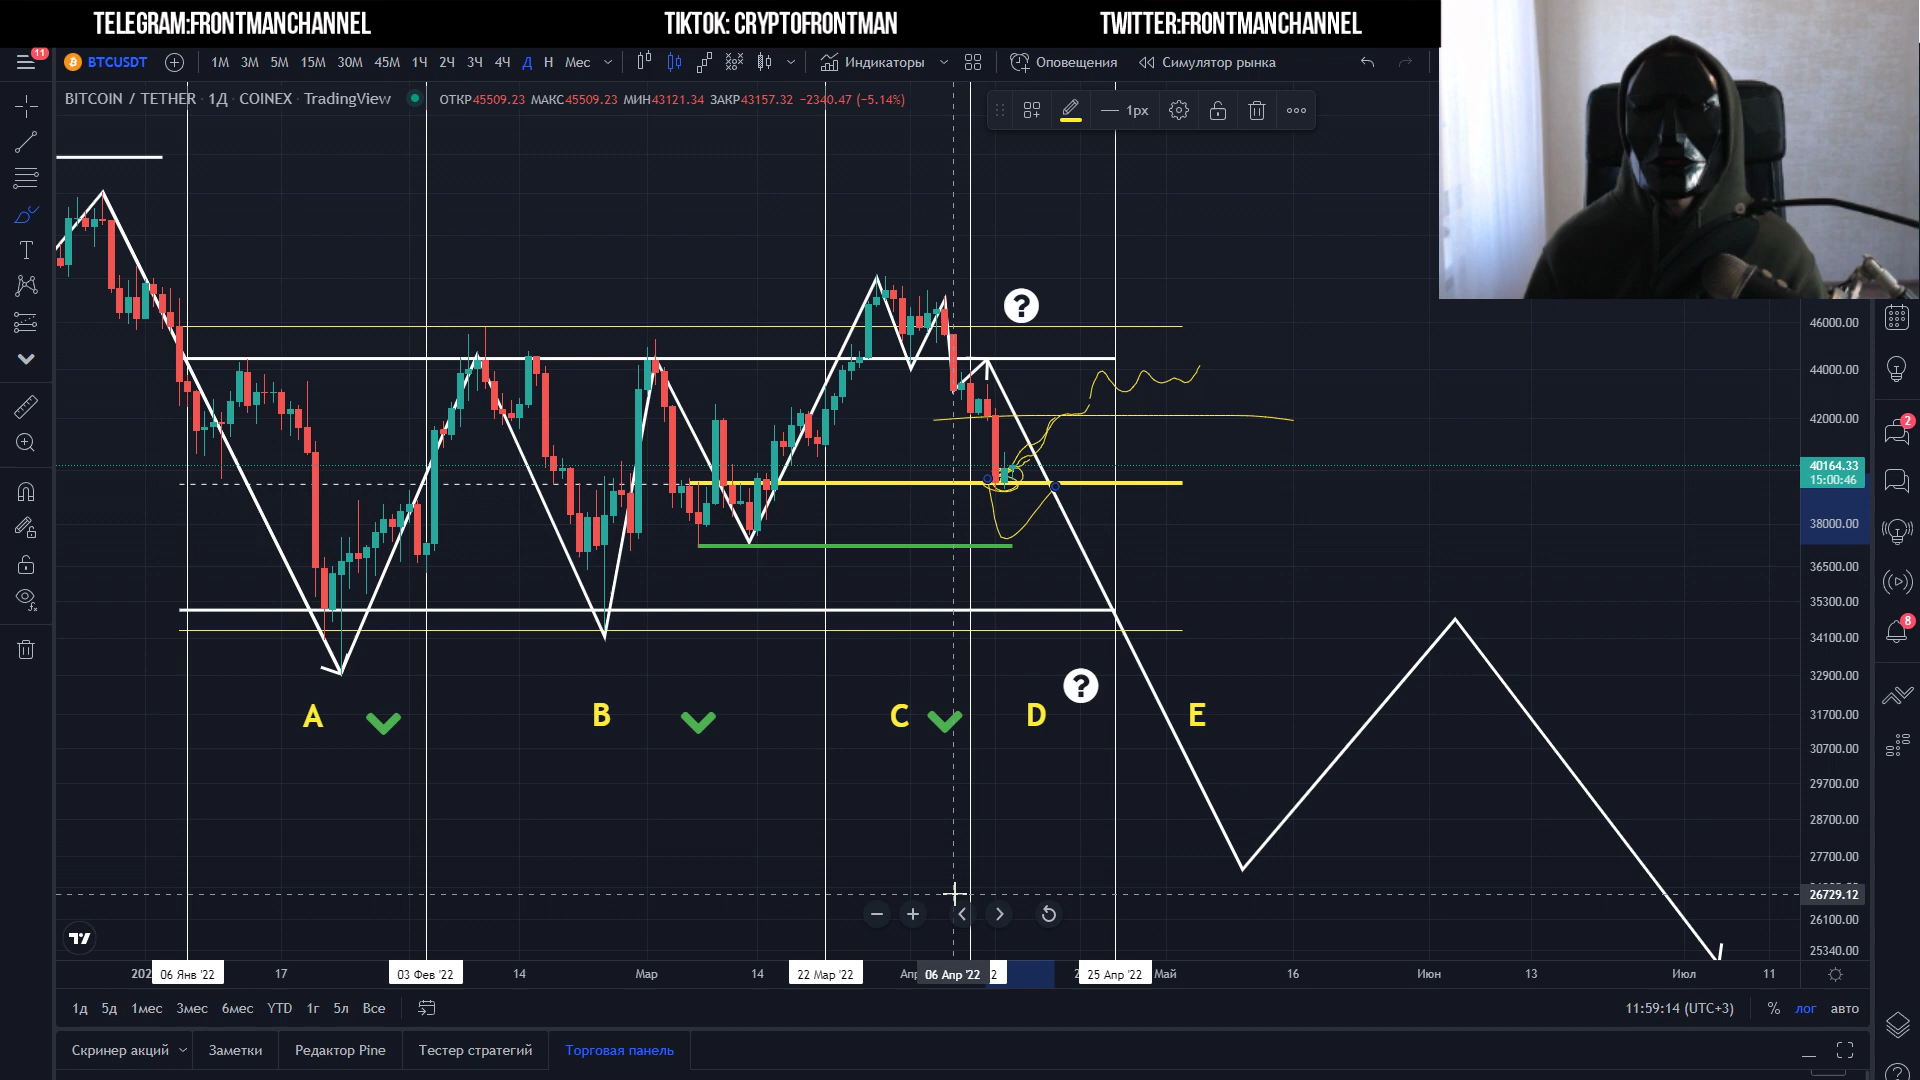 TELEGRAM:FRONTMANCHANNEL
TIKTOK: CRYPTOFRONTMAN
TWITTER:FRONTMANCHANNEL
11
BTCUSDT
1М 3М 5М 15М 30М 45М 1Ч 2Ч 3Ч 4Ч Д Н Мес
Индикаторы
Оповещения
Симулятор рынка
BITCOIN / TETHER · 1Д · COINEX · TradingView
ОТКР45509.23 МАКС45509.23 МИН43121.34 ЗАКР43157.32 −2340.47 (−5.14%)
1px
T
?
46000.00
44000.00
42000.00
2
40164.33
15:00:46
38000.00
36500.00
35300.00
34100.00
8
32900.00
31700.00
30700.00
29700.00
28700.00
27700.00
26729.12
26100.00
25340.00
?
A
B
C
D
E
202
06 Янв '22
17
03 Фев '22
14
Мар
14
22 Мар '22
Апр
06 Апр '22
2
25 Апр '22
Май
16
Июн
13
Июл
11
1д 5д 1мес 3мес 6мес YTD 1г 5л Все
11:59:14 (UTC+3)
% лог авто
Скринер акций
Заметки
Редактор Pine
Тестер стратегий
Торговая панель